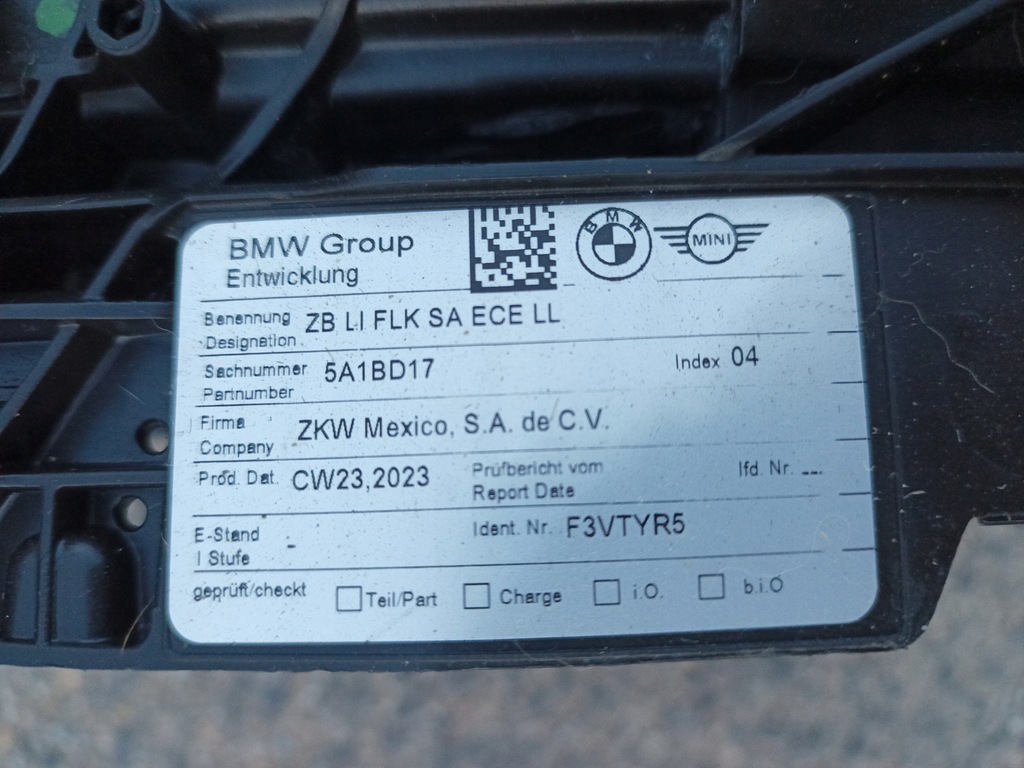 BMW Group
Entwicklung
BMW
MINI
Benennung
Designation
ZB LI FLK SA ECE LL
Sachnummer
Partnumber
5A1BD17
Index 04
Firma
Company
ZKW Mexico, S.A. de C.V.
Prod. Dat. CW23,2023
Prüfbericht vom
Report Date
lfd. Nr. ---
E-Stand
I Stufe
-
Ident. Nr. F3VTYR5
geprüft/checkt
Teil/Part
Charge
i.O.
b.i.O